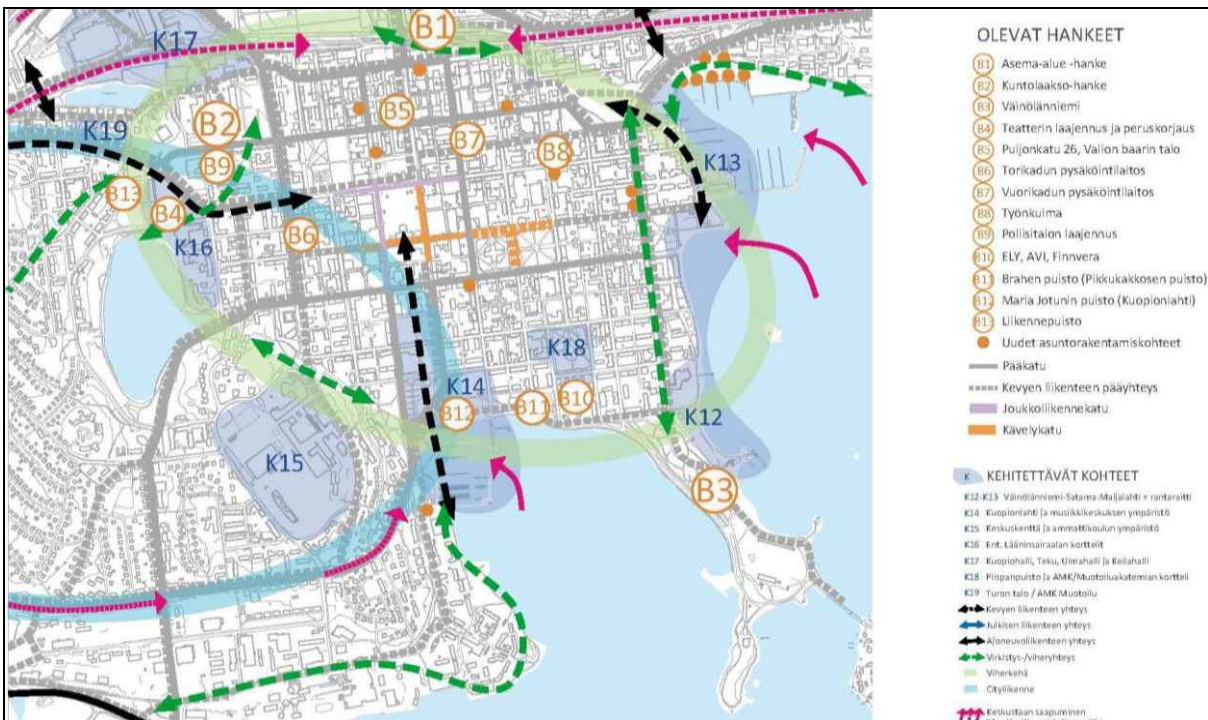 K17
B1
K19
B2
B9
B5
B7
B8
K13
B13
B4
K16
B6
K18
K14
B12
B11
B10
K12
K15
B3
OLEVAT HANKKEET
B1 Asema-alue -hanke
B2 Kuntolaakso-hanke
B3 Väinölänniemi
B4 Teatterin laajennus ja peruskorjaus
B5 Puijonkatu 26, Valion baarin talo
B6 Torikadun pysäköintilaitos
B7 Vuorikadun pysäköintilaitos
B8 Työnkulma
B9 Poliisitalon laajennus
B10 ELY, AVI, Finnvera
B11 Brahen puisto (Pikkukakkosen puisto)
B12 Maria Jotunin puisto (Kuopionlahti)
B13 Liikennepuisto
Uudet asuntorakentamiskohteet
Pääkatu
Kevyen liikenteen pääyhteys
Joukkoliikennekatu
Kävelykatu
K KEHITETTÄVÄT KOHTEET
K12-K13 Väinölänniemi-Satama-Maljalahti + rantaraitti
K14 Kuopionlahti ja musiikkikeskuksen ympäristö
K15 Keskuskenttä ja ammattikoulun ympäristö
K16 Ent. Lääninsairaalan korttelit
K17 Kuopiohalli, Teku, Uimahalli ja Keilahalli
K18 Piispanpuisto ja AMK/Muotoiluakatemian kortteli
K19 Turon talo / AMK Muotoilu
Kevyen liikenteen yhteys
Julkisen liikenteen yhteys
Ajoneuvoliikenteen yhteys
Virkistys-/viheryhteys
Viherkehä
Cityliikenne
Keskustaan saapuminen